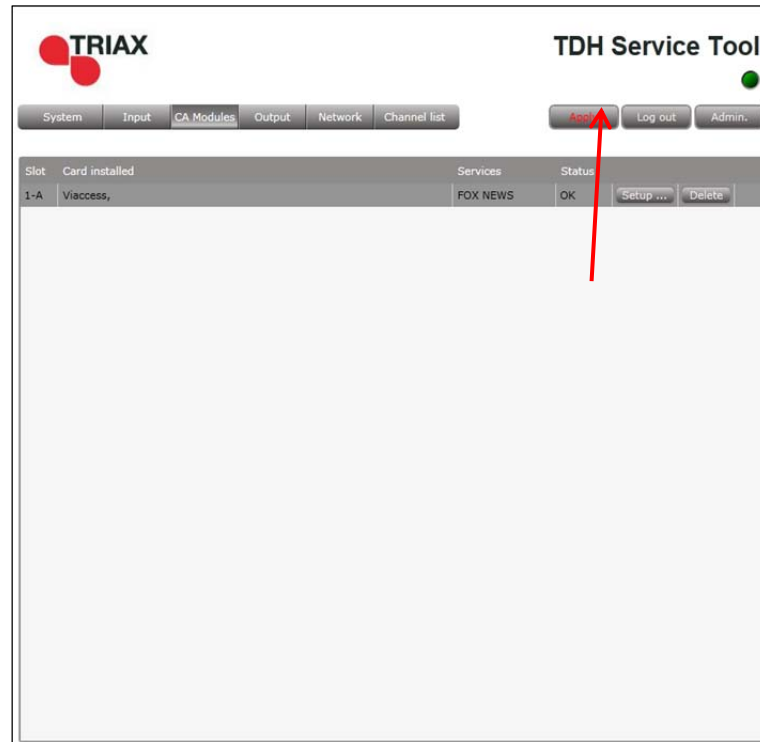 TRIAX
TDH Service Tool
System Input CA Modules Output Network Channel list Apply Log out Admin.
Slot Card installed Services Status
1-A Viaccess, FOX NEWS OK Setup ... Delete